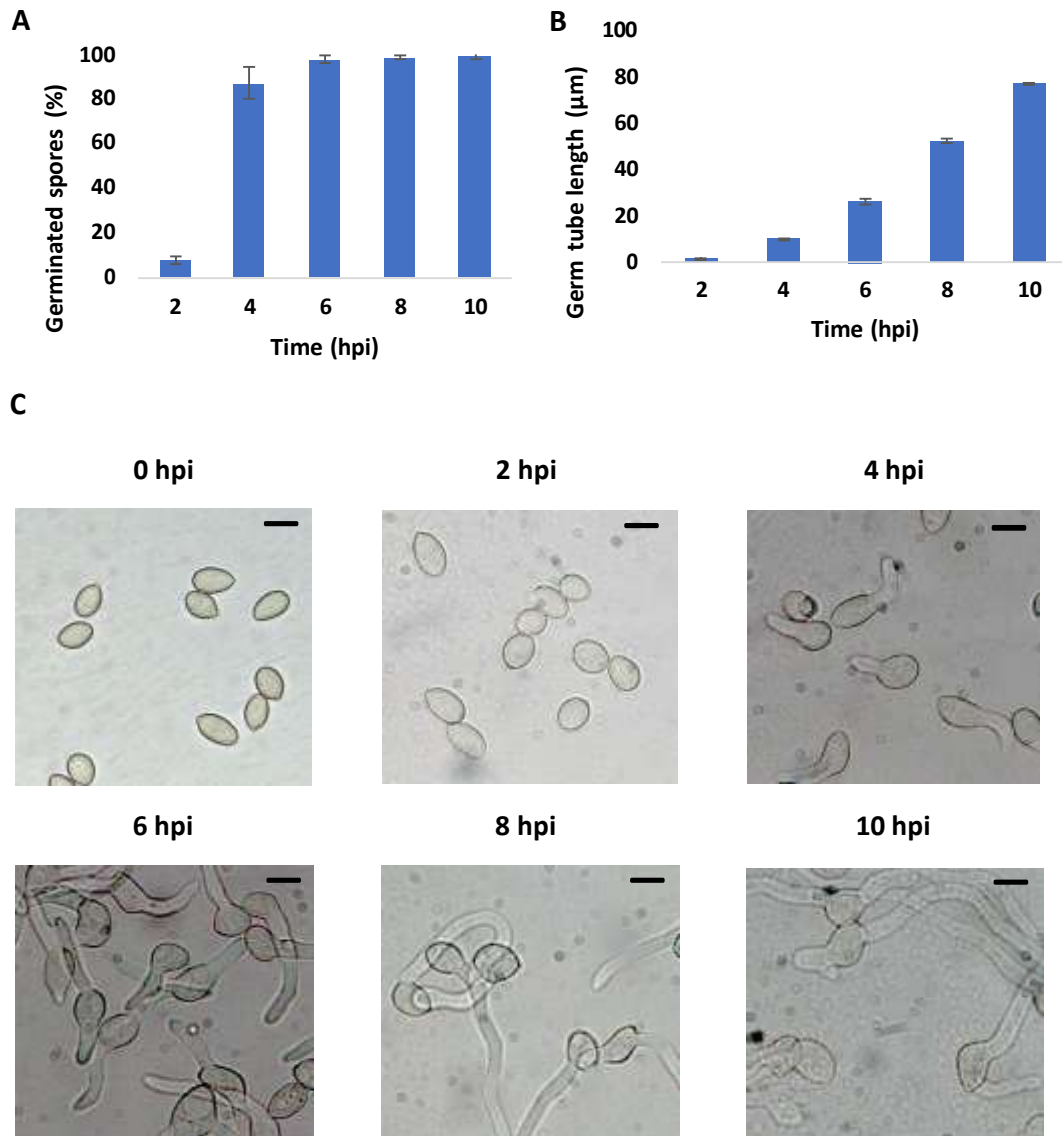 A
Germinated spores (%)
100
80
60
40
20
0
2 4 6 8 10
Time (hpi)
B
Germ tube length (µm)
100
80
60
40
20
0
2 4 6 8 10
Time (hpi)
C
0 hpi 2 hpi 4 hpi
6 hpi 8 hpi 10 hpi